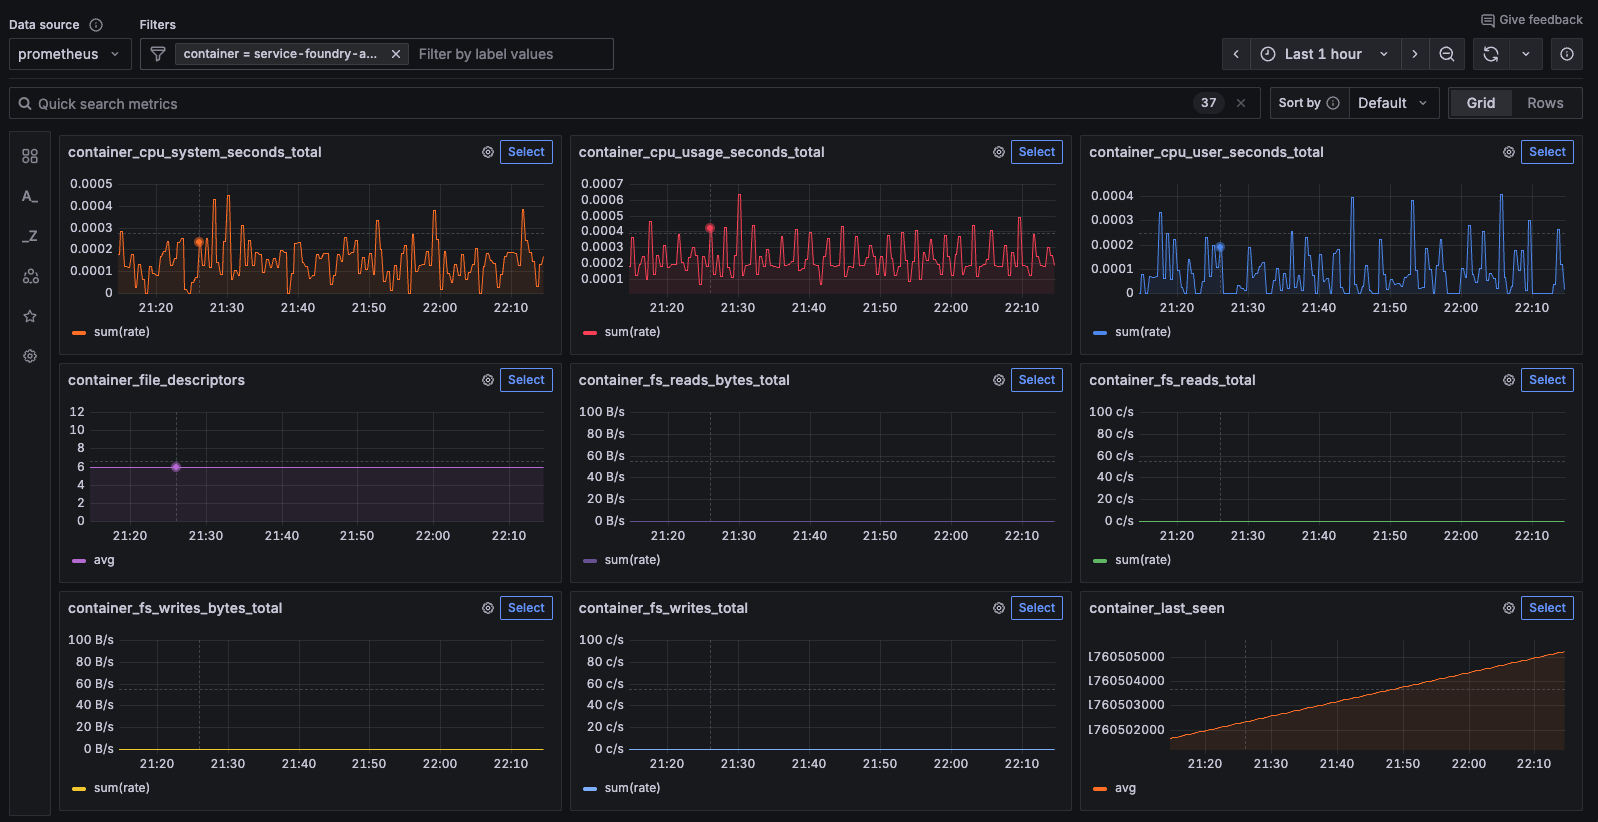 Data source
Filters
Give feedback
prometheus
container = service-foundry-a...
Filter by label values
Last 1 hour
Quick search metrics
37
Sort by
Default
Grid
Rows
A_
_Z
container_cpu_system_seconds_total
Select
0.0005
0.0004
0.0003
0.0002
0.0001
0
21:20 21:30 21:40 21:50 22:00 22:10
sum(rate)
container_cpu_usage_seconds_total
Select
0.0007
0.0006
0.0005
0.0004
0.0003
0.0002
0.0001
21:20 21:30 21:40 21:50 22:00 22:10
sum(rate)
container_cpu_user_seconds_total
Select
0.0004
0.0003
0.0002
0.0001
0
21:20 21:30 21:40 21:50 22:00 22:10
sum(rate)
container_file_descriptors
Select
12
10
8
6
4
2
0
21:20 21:30 21:40 21:50 22:00 22:10
avg
container_fs_reads_bytes_total
Select
100 B/s
80 B/s
60 B/s
40 B/s
20 B/s
0 B/s
21:20 21:30 21:40 21:50 22:00 22:10
sum(rate)
container_fs_reads_total
Select
100 c/s
80 c/s
60 c/s
40 c/s
20 c/s
0 c/s
21:20 21:30 21:40 21:50 22:00 22:10
sum(rate)
container_fs_writes_bytes_total
Select
100 B/s
80 B/s
60 B/s
40 B/s
20 B/s
0 B/s
21:20 21:30 21:40 21:50 22:00 22:10
sum(rate)
container_fs_writes_total
Select
100 c/s
80 c/s
60 c/s
40 c/s
20 c/s
0 c/s
21:20 21:30 21:40 21:50 22:00 22:10
sum(rate)
container_last_seen
Select
1760505000
1760504000
1760503000
1760502000
21:20 21:30 21:40 21:50 22:00 22:10
avg